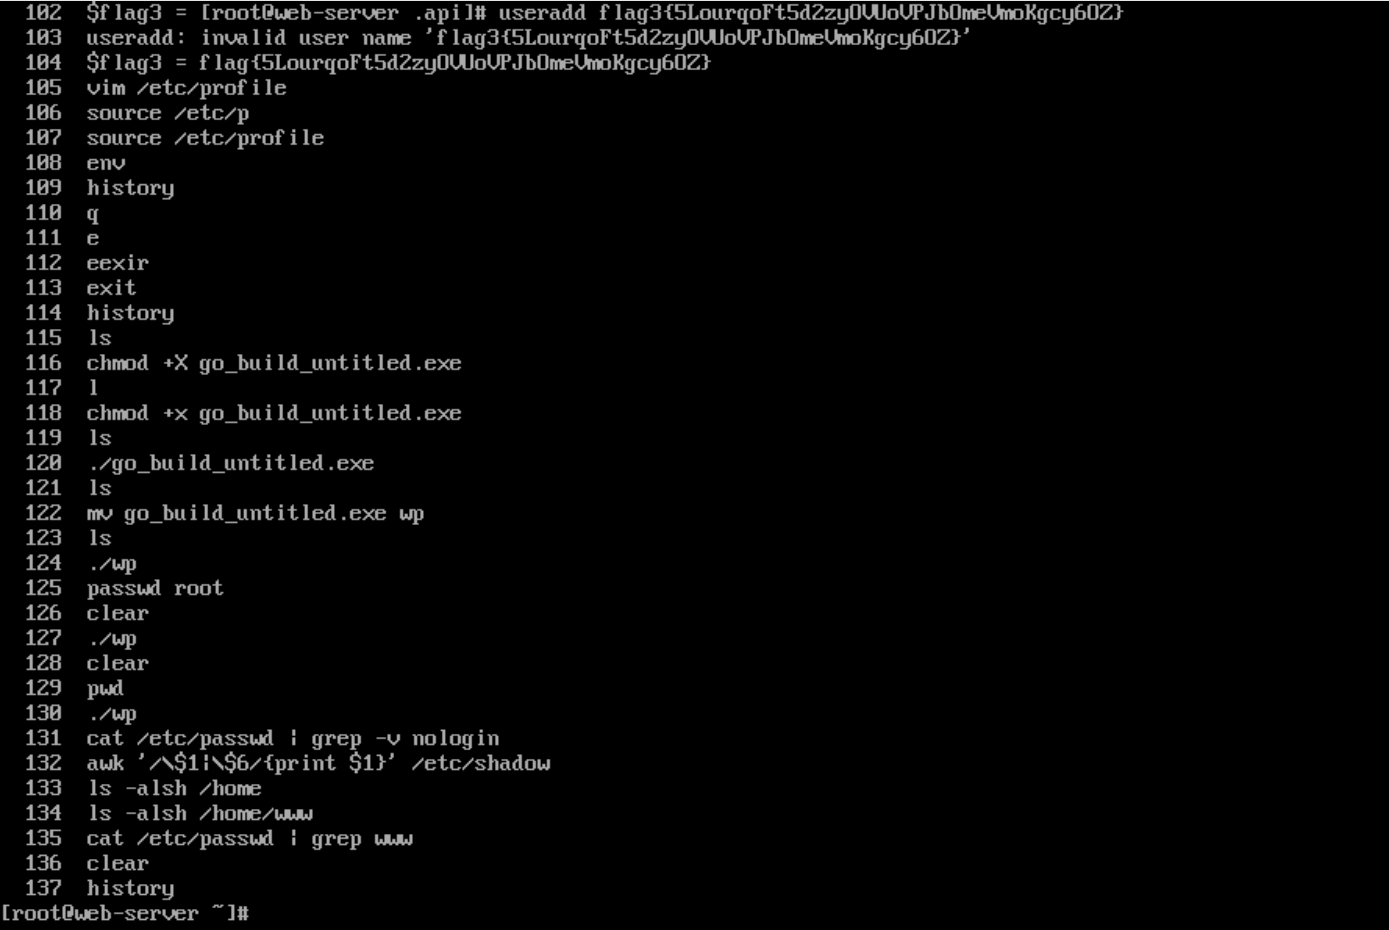 102 $flag3 = [root@web-server .api]# useradd flag3{5LourqoFt5d2zyOVUoVPJbOmeVmoKgcy6OZ}
103 useradd: invalid user name 'flag3{5LourqoFt5d2zyOVUoVPJbOmeVmoKgcy6OZ}'
104 $flag3 = flag{5LourqoFt5d2zyOVUoVPJbOmeVmoKgcy6OZ}
105 vim /etc/profile
106 source /etc/p
107 source /etc/profile
108 env
109 history
110 q
111 e
112 eexir
113 exit
114 history
115 ls
116 chmod +X go_build_untitled.exe
117 l
118 chmod +x go_build_untitled.exe
119 ls
120 ./go_build_untitled.exe
121 ls
122 mv go_build_untitled.exe wp
123 ls
124 ./wp
125 passwd root
126 clear
127 ./wp
128 clear
129 pwd
130 ./wp
131 cat /etc/passwd | grep -v nologin
132 awk '/\$1|\$6/{print $1}' /etc/shadow
133 ls -alsh /home
134 ls -alsh /home/www
135 cat /etc/passwd | grep www
136 clear
137 history
[root@web-server ~]#